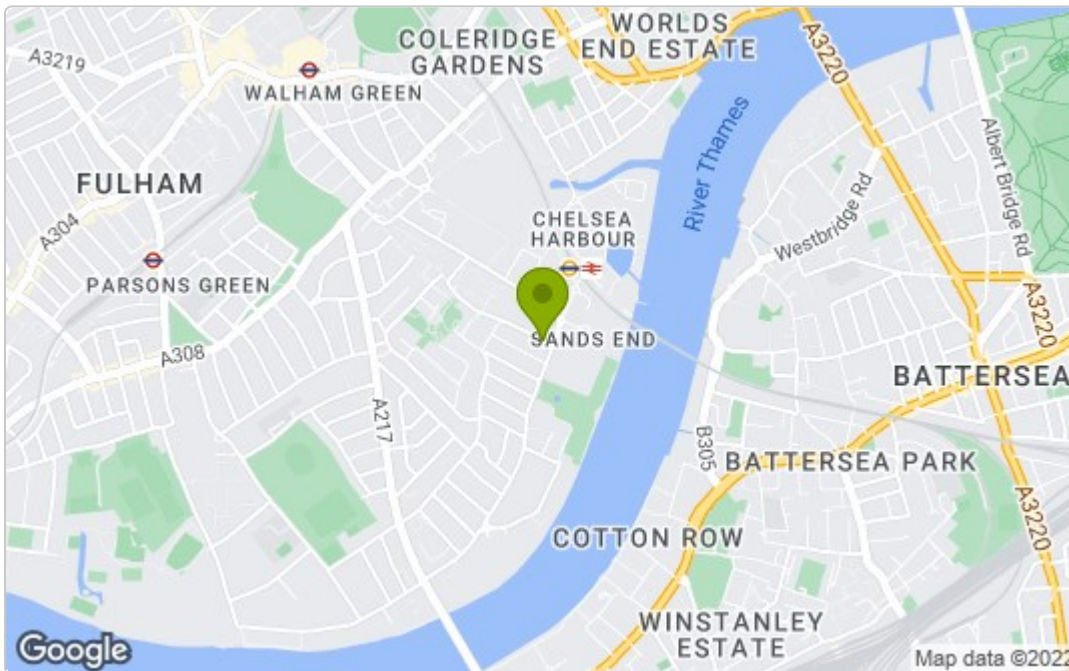 WORLDS
END ESTATE
COLERIDGE
GARDENS
A3219
WALHAM GREEN
A3220
Albert Bridge Rd
FULHAM
River Thames
A304
Westbridge Rd
CHELSEA
HARBOUR
PARSONS GREEN
A3220
SANDS END
A308
BATTERSEA
A217
B305
BATTERSEA PARK
A3220
COTTON ROW
WINSTANLEY
ESTATE
Google
Map data ©2022